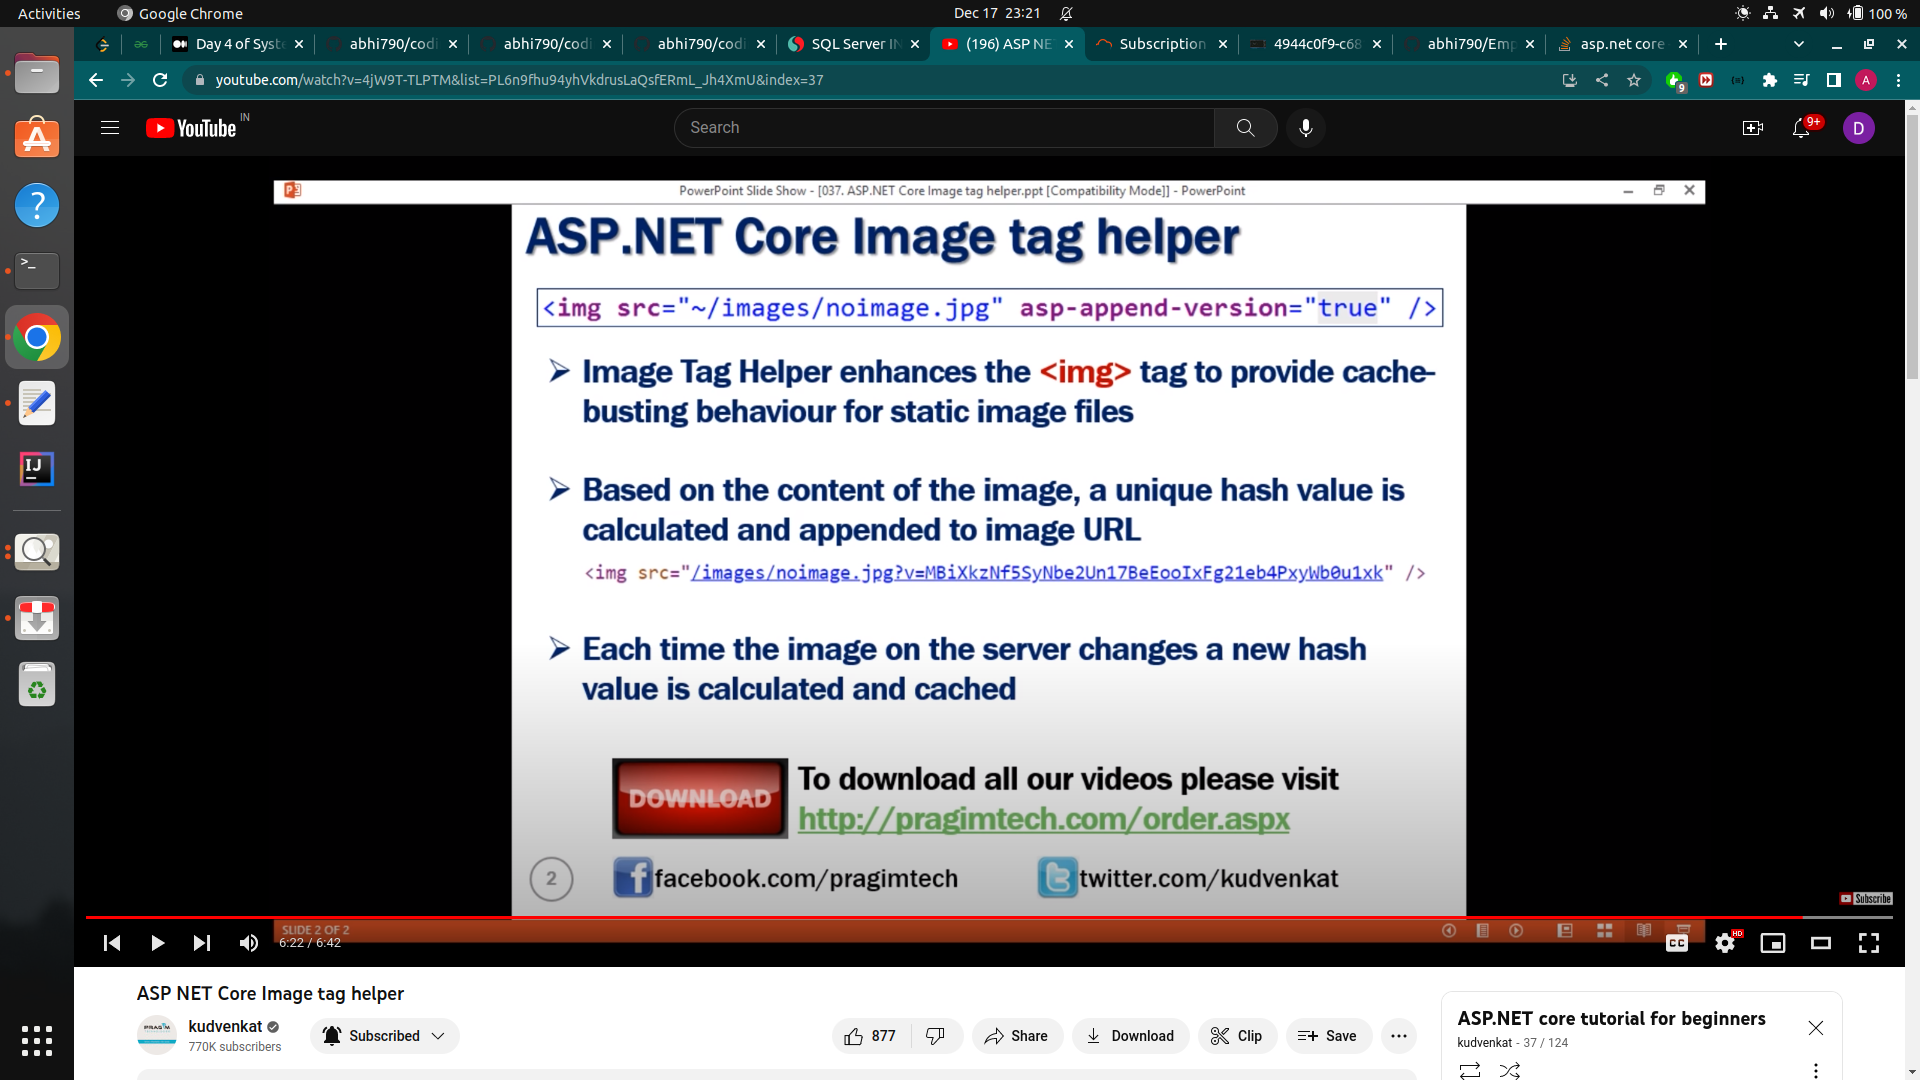 Activities
Google Chrome
Dec 17 23:21
100 %
Day 4 of Syste
abhi790/codi
abhi790/codi
abhi790/codi
SQL Server IN
(196) ASP NE
Subscription
4944c0f9-c68
abhi790/Emp
asp.net core
youtube.com/watch?v=4jW9T-TLPTM&list=PL6n9fhu94yhVkdrusLaQsfERmL_Jh4XmU&index=37
9
A
YouTube IN
Search
9+
D
PowerPoint Slide Show - [037. ASP.NET Core Image tag helper.ppt [Compatibility Mode]] - PowerPoint
ASP.NET Core Image tag helper
<img src="~/images/noimage.jpg" asp-append-version="true" />
Image Tag Helper enhances the <img> tag to provide cache-
busting behaviour for static image files
Based on the content of the image, a unique hash value is
calculated and appended to image URL
<img src="/images/noimage.jpg?v=MBiXkzNf5SyNbe2Un17BeEooIxFg21eb4PxyWb0u1xk" />
Each time the image on the server changes a new hash
value is calculated and cached
DOWNLOAD
To download all our videos please visit
http://pragimtech.com/order.aspx
2
facebook.com/pragimtech
twitter.com/kudvenkat
Subscribe
SLIDE 2 OF 2
6:22 / 6:42
CC
HD
ASP NET Core Image tag helper
PRAGIM
kudvenkat
770K subscribers
Subscribed
877
Share
Download
Clip
Save
ASP.NET core tutorial for beginners
kudvenkat - 37 / 124